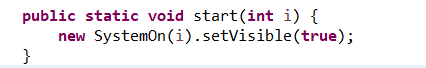 public static void start(int i) {
    new SystemOn(i).setVisible(true);
}